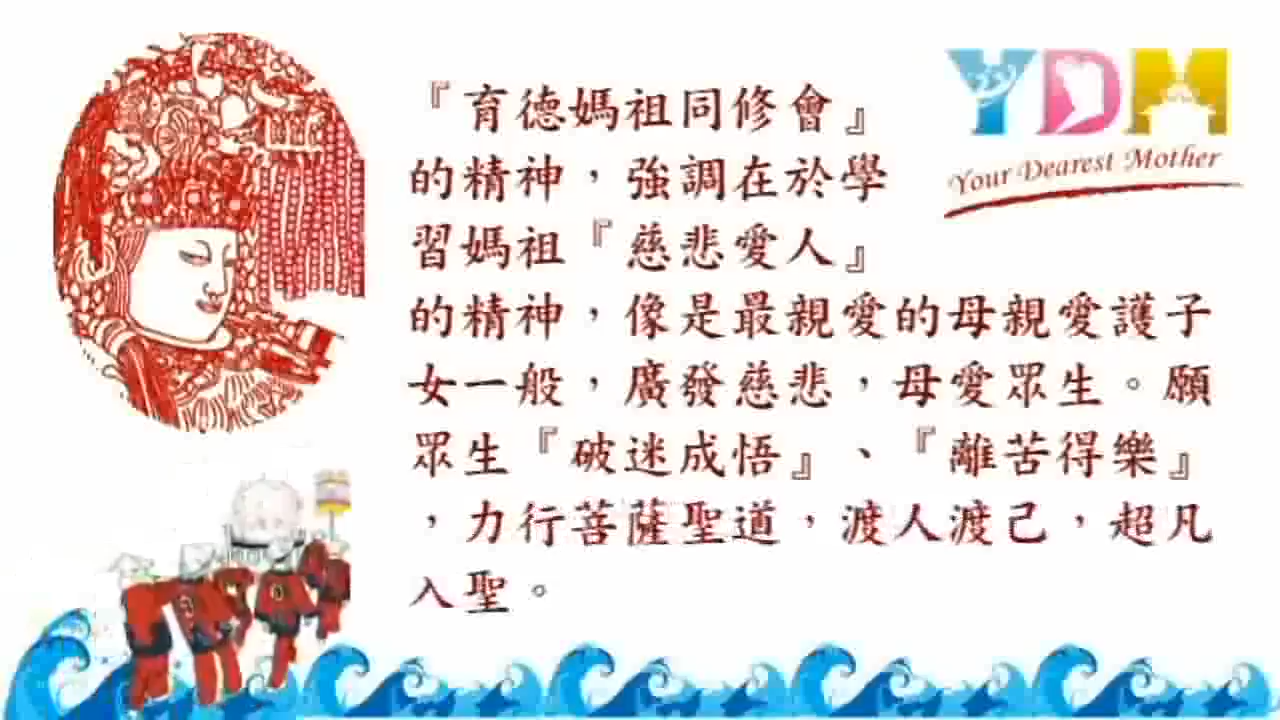 『育德媽祖同修會』
的精神，強調在於學
習媽祖『慈悲愛人』
的精神，像是最親愛的母親愛護子
女一般，廣發慈悲，母愛眾生。願
眾生『破迷成悟』、『離苦得樂』
，力行菩薩聖道，渡人渡己，超凡
入聖。
YDM
Your Dearest Mother